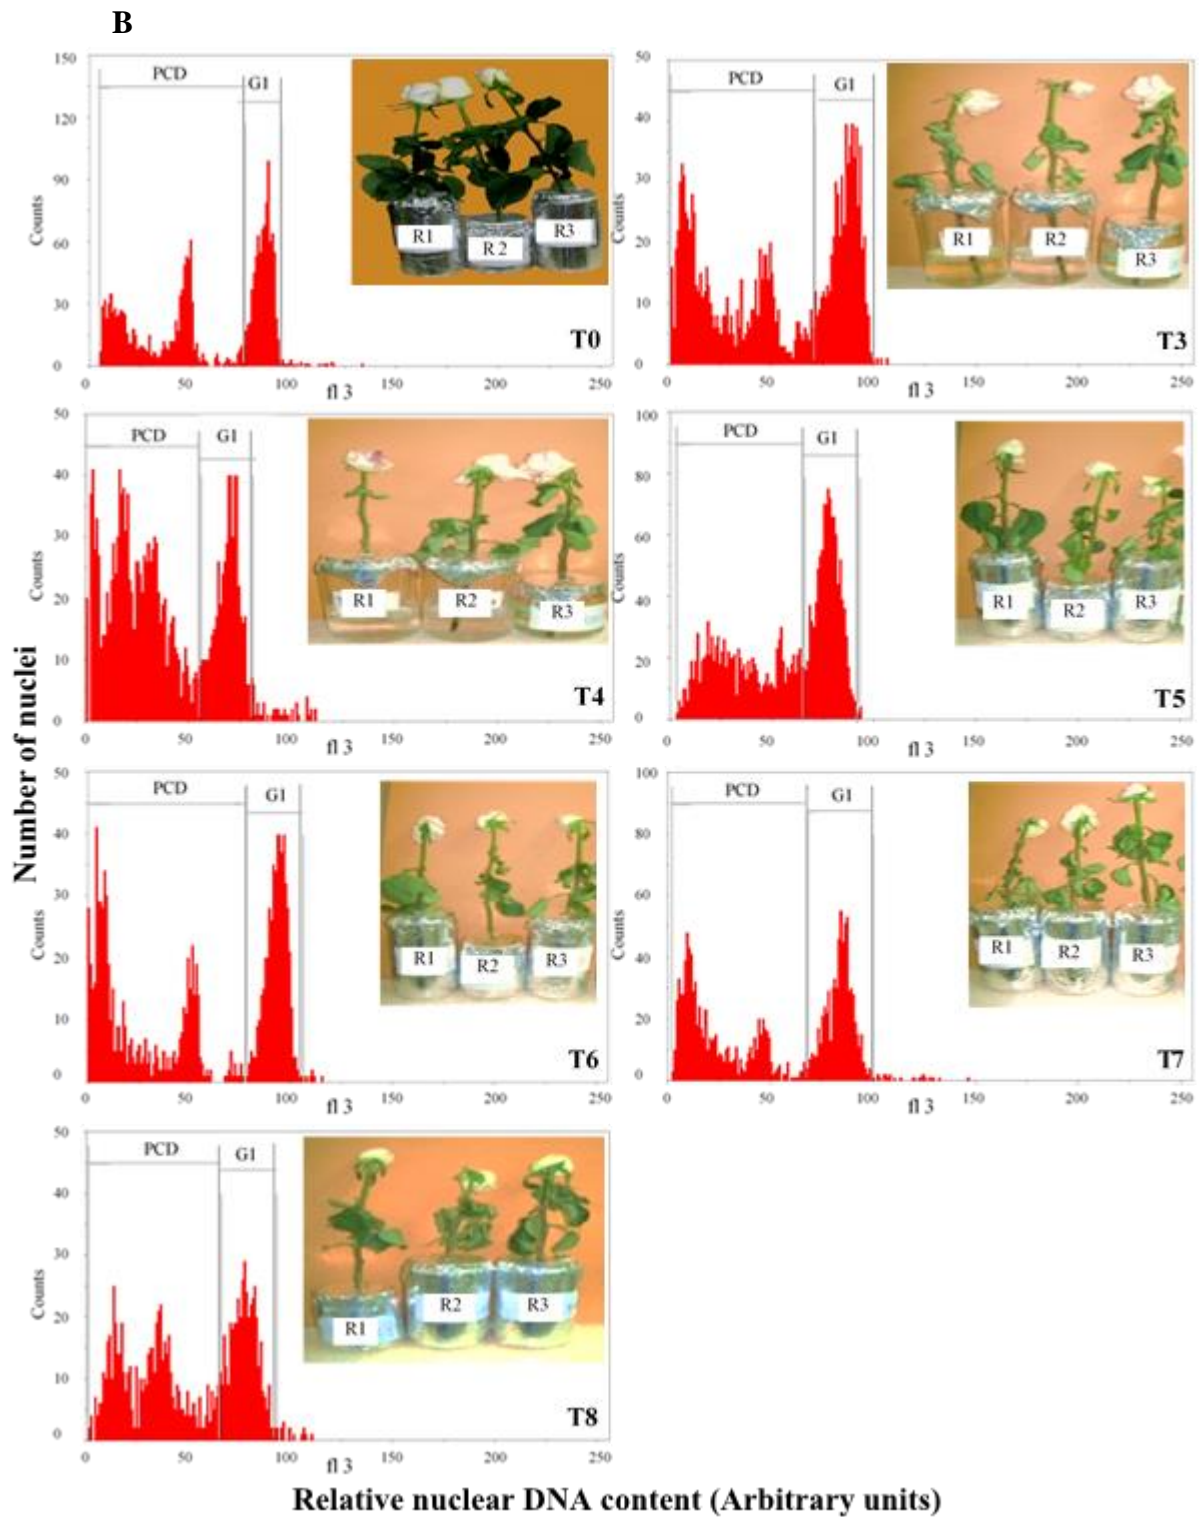 B
150
120
90
60
30
0
Counts
PCD
G1
R1
R 2
R3
T0
0
50
100
150
200
250
fl 3
50
40
30
20
10
0
Counts
PCD
G1
R1
R2
R3
T3
0
50
100
150
200
250
fl 3
50
40
30
20
10
0
Counts
PCD
G1
R1
R2
R3
T4
0
50
100
150
200
250
fl 3
100
80
60
40
20
0
Counts
PCD
G1
R1
R2
R3
T5
0
50
100
150
200
250
fl 3
Number of nuclei
50
40
30
20
10
0
Counts
PCD
G1
R1
R2
R3
T6
0
50
100
150
200
250
fl 3
100
80
60
40
20
0
Counts
PCD
G1
R1
R2
R3
T7
0
50
100
150
200
250
fl 3
50
40
30
20
10
0
Counts
PCD
G1
R1
R2
R3
T8
0
50
100
150
200
250
fl 3
Relative nuclear DNA content (Arbitrary units)